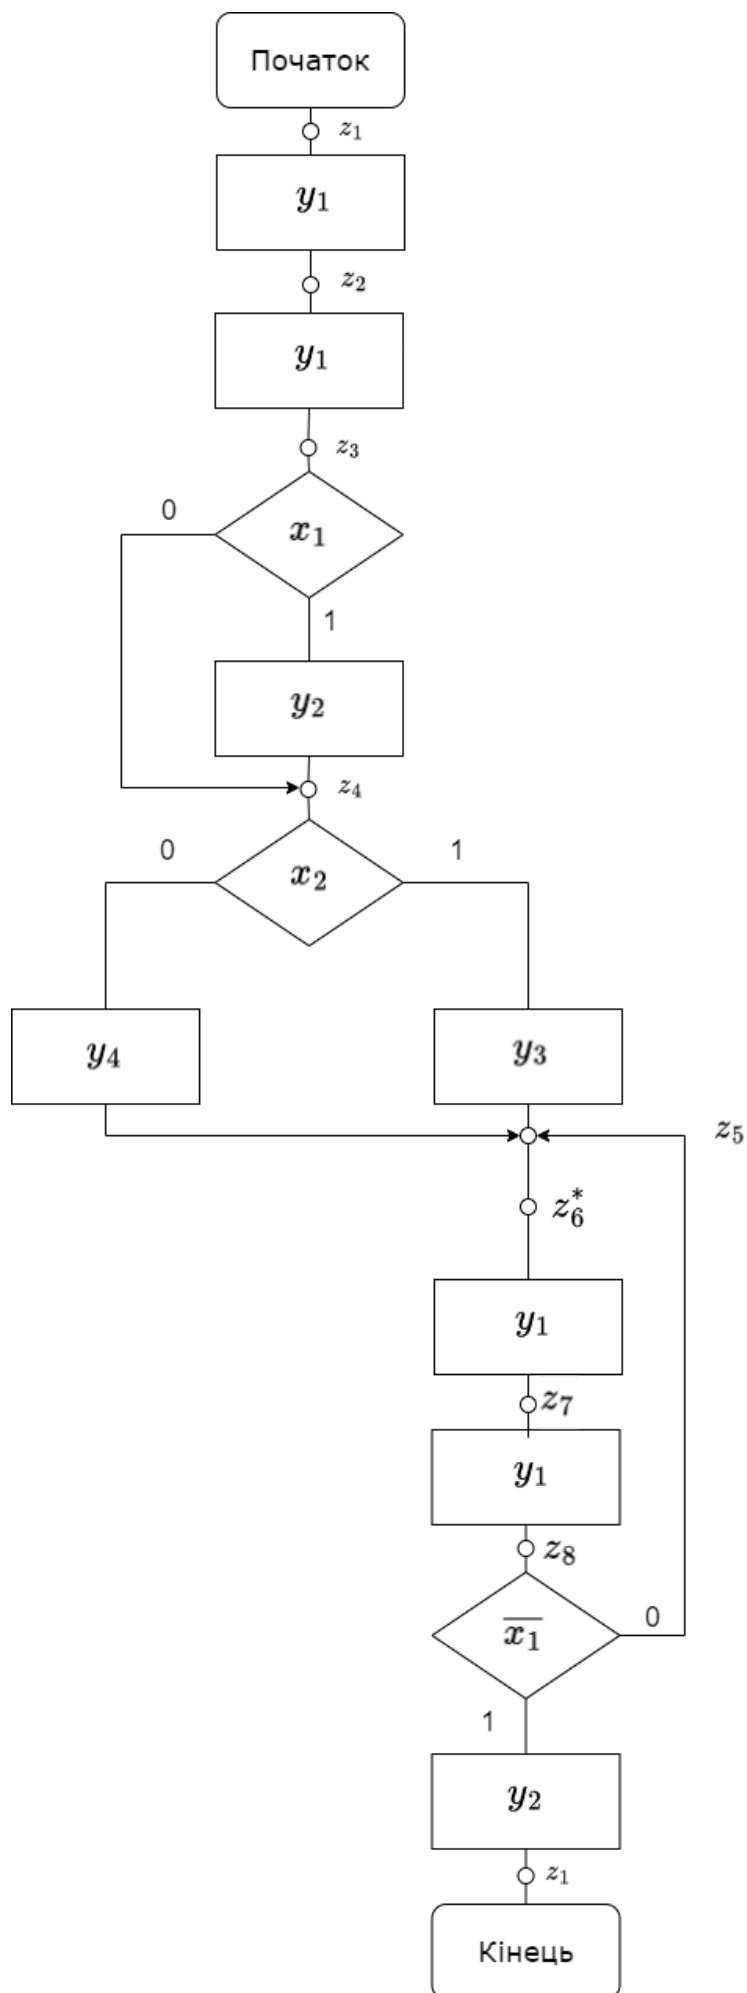 Початок
z₁
y₁
z₂
y₁
z₃
0
x₁
1
y₂
z₄
0
x₂
1
y₄
y₃
z₅
z₆*
y₁
z₇
y₁
z₈
x̅₁
0
1
y₂
z₁
Кінець